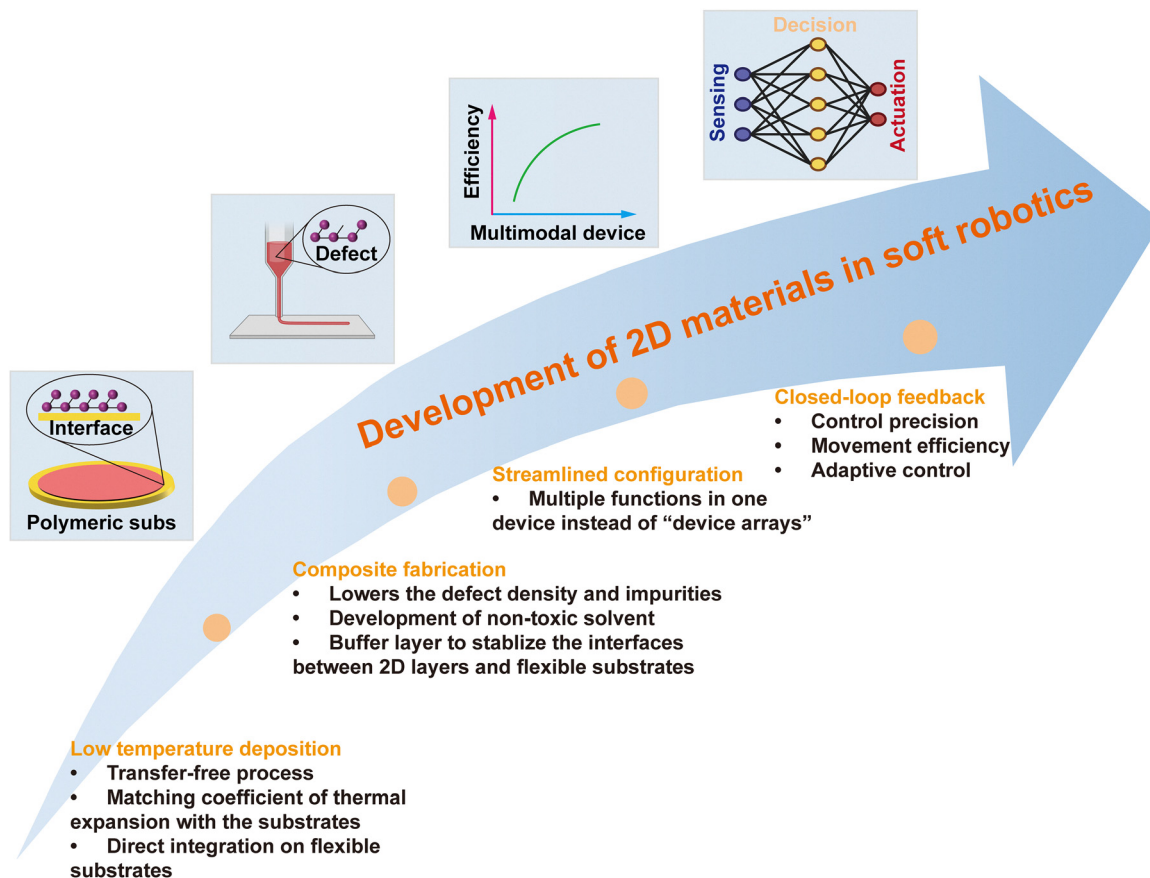 Decision
Sensing
Actuation
Efficiency
Multimodal device
Defect
Interface
Polymeric subs
Development of 2D materials in soft robotics
Closed-loop feedback
• Control precision
• Movement efficiency
• Adaptive control
Streamlined configuration
• Multiple functions in one
device instead of “device arrays”
Composite fabrication
• Lowers the defect density and impurities
• Development of non-toxic solvent
• Buffer layer to stablize the interfaces
between 2D layers and flexible substrates
Low temperature deposition
• Transfer-free process
• Matching coefficient of thermal
expansion with the substrates
• Direct integration on flexible
substrates